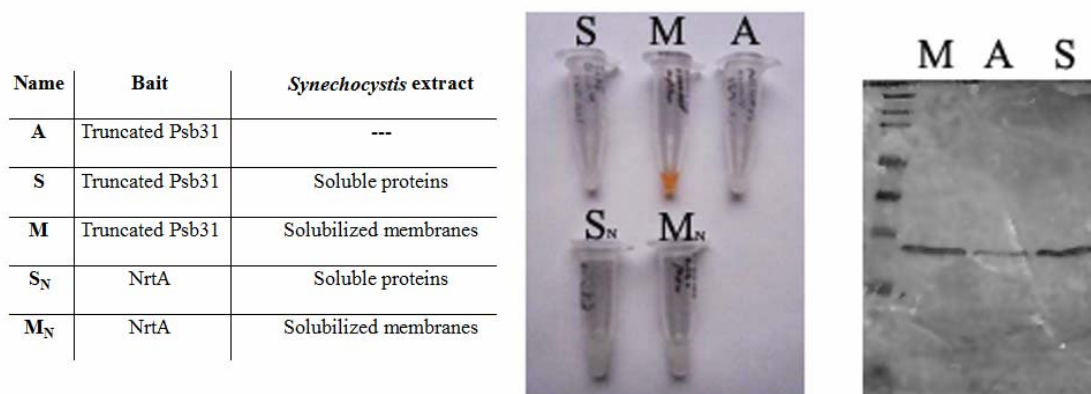 Name Bait Synechocystis extract
A Truncated Psb31 ---
S Truncated Psb31 Soluble proteins
M Truncated Psb31 Solubilized membranes
SN NrtA Soluble proteins
MN NrtA Solubilized membranes
S M A
SN MN
M A S